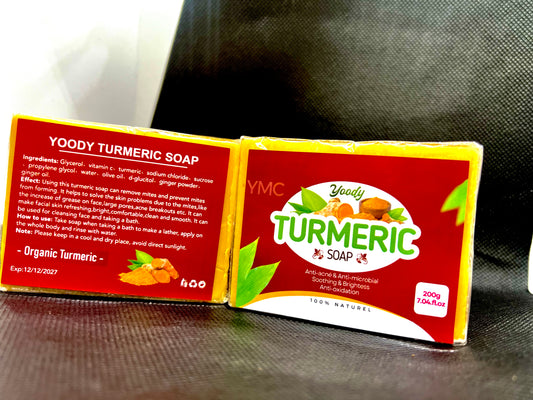 YOODY TURMERIC SOAP
Ingredients: Glycerol、vitamin c、turmeric、sodium chloride、sucrose
、propylene glycol、water、olive oil、d-glucitol、ginger powder、
ginger oil.
Effect: Using this turmeric soap can remove mites and prevent mites
from forming. It helps to solve the skin problems due to the mites,like
the increase of grease on face,large pores,acne breakouts etc. It can
make facial skin refreshing,bright,comfortable,clean and smooth. It can
be used for cleansing face and taking a bath.
How to use: Take soap when taking a bath to make a lather, apply on
the whole body and rinse with water.
Note: Please keep in a cool and dry place, avoid direct sunlight.
- Organic Turmeric -
Exp:12/12/2027
YMC
Yoody
TURMERIC
SOAP
Anti-acne & Anti-microbial
Soothing & Brightess
Anti-oxidation
100% NATUREL
200g
7.04fl.oz